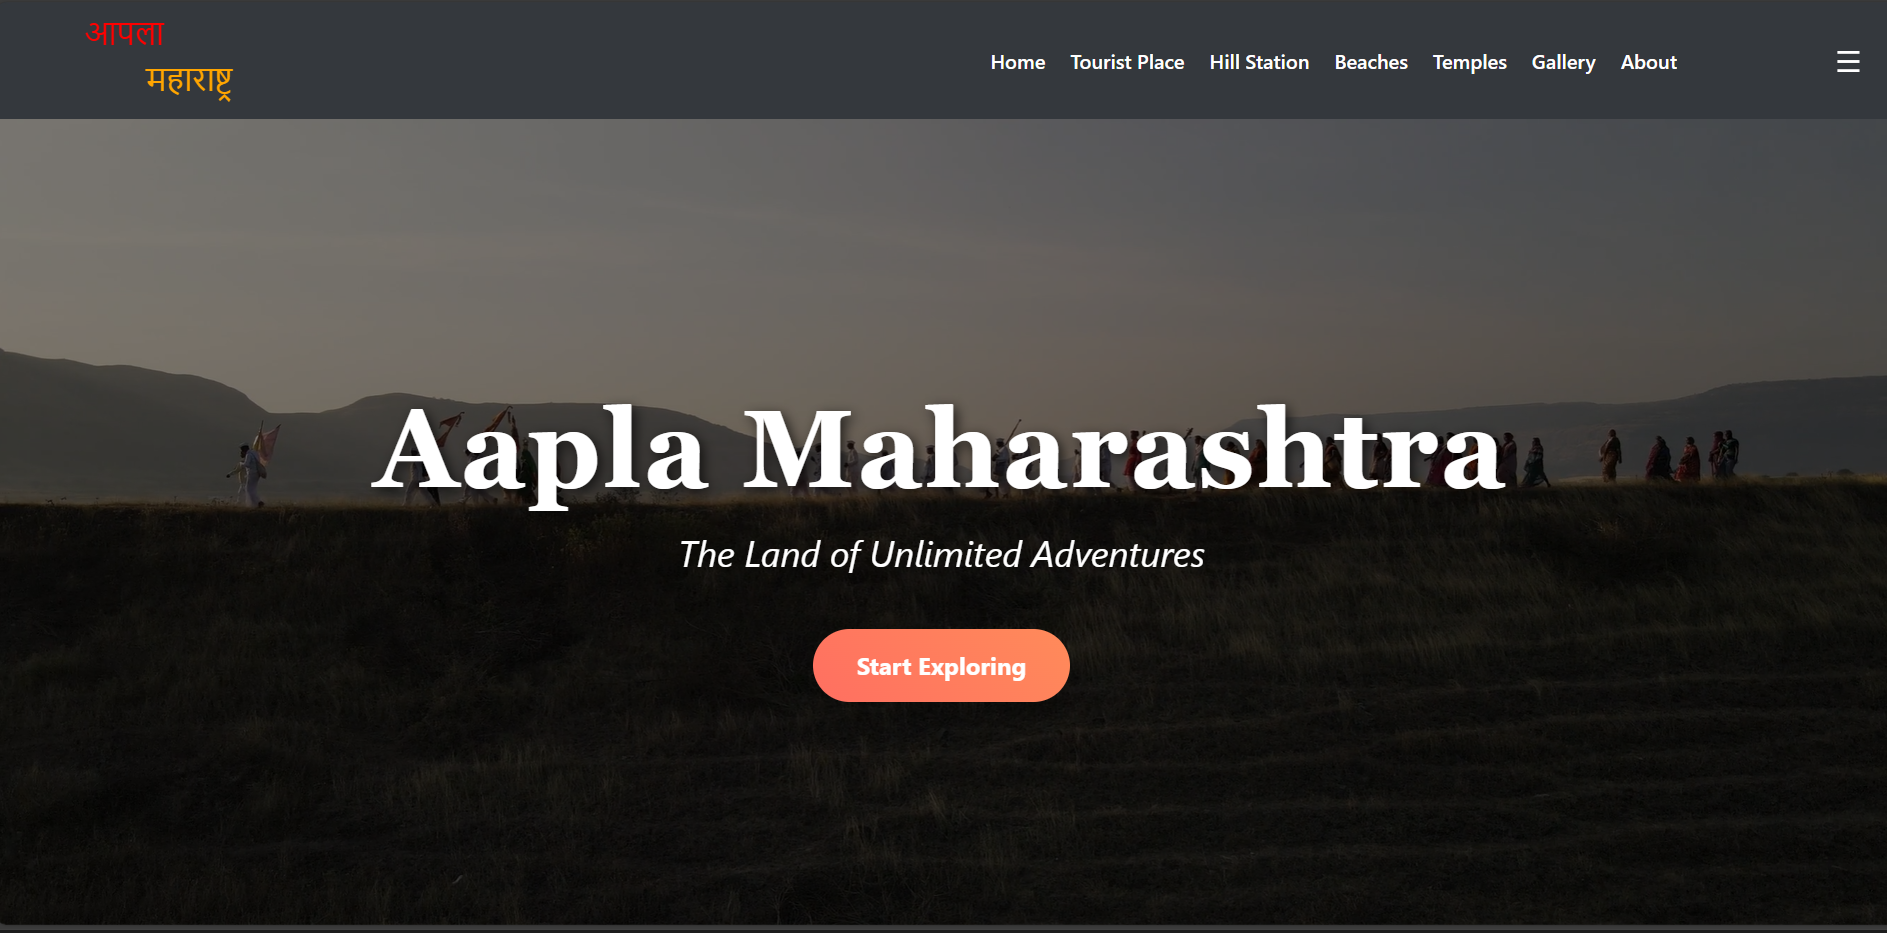 आपला
महाराष्ट्र
Home Tourist Place Hill Station Beaches Temples Gallery About
Aapla Maharashtra
The Land of Unlimited Adventures
Start Exploring